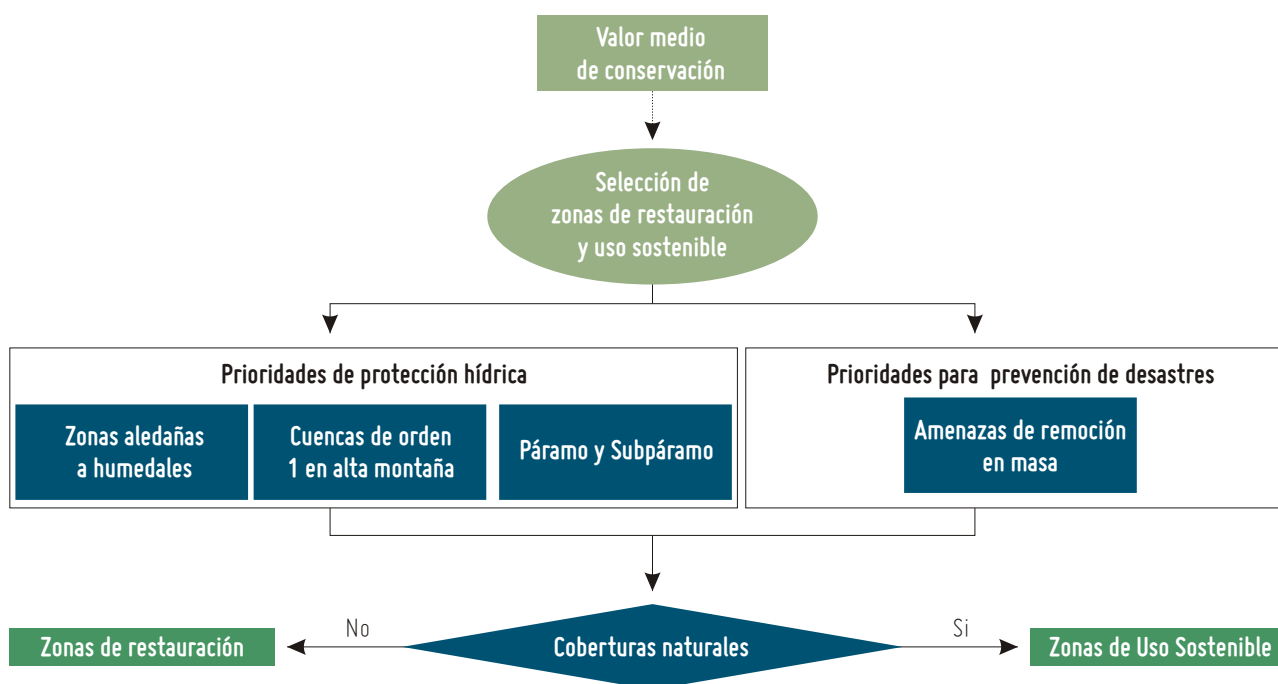 Valor medio
de conservación
Selección de
zonas de restauración
y uso sostenible
Prioridades de protección hídrica
Zonas aledañas
a humedales
Cuencas de orden
1 en alta montaña
Páramo y Subpáramo
Prioridades para prevención de desastres
Amenazas de remoción
en masa
Zonas de restauración
No
Coberturas naturales
Si
Zonas de Uso Sostenible